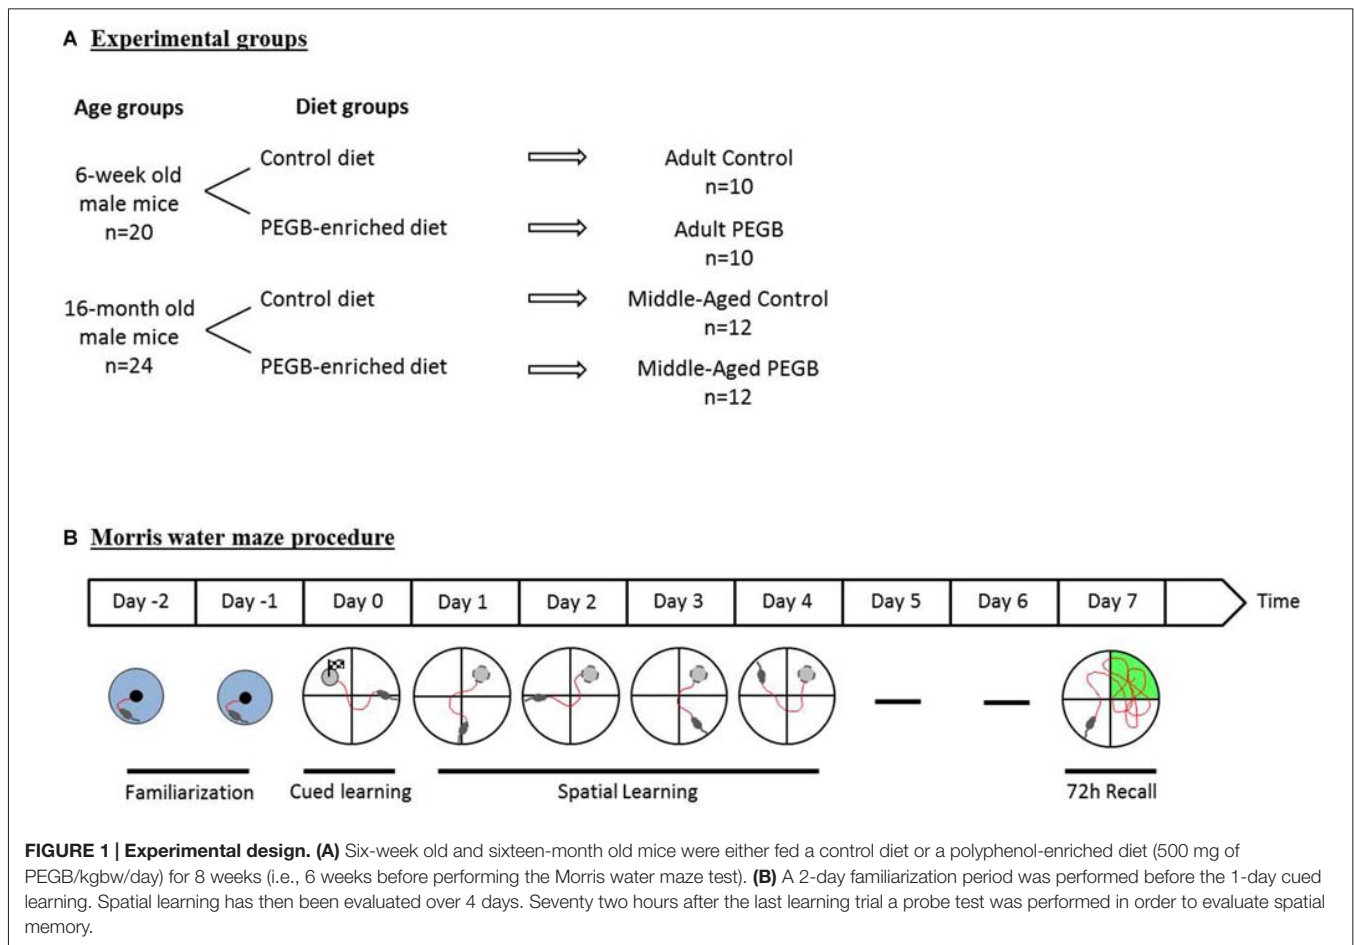 A Experimental groups
Age groups Diet groups
6-week old
male mice
n=20
Control diet
Adult Control
n=10
PEGB-enriched diet
Adult PEGB
n=10
16-month old
male mice
n=24
Control diet
Middle-Aged Control
n=12
PEGB-enriched diet
Middle-Aged PEGB
n=12
B Morris water maze procedure
Day -2 Day -1 Day 0 Day 1 Day 2 Day 3 Day 4 Day 5 Day 6 Day 7 Time
Familiarization Cued learning Spatial Learning 72h Recall
FIGURE 1 | Experimental design. (A) Six-week old and sixteen-month old mice were either fed a control diet or a polyphenol-enriched diet (500 mg of
PEGB/kgbw/day) for 8 weeks (i.e., 6 weeks before performing the Morris water maze test). (B) A 2-day familiarization period was performed before the 1-day cued
learning. Spatial learning has then been evaluated over 4 days. Seventy two hours after the last learning trial a probe test was performed in order to evaluate spatial
memory.